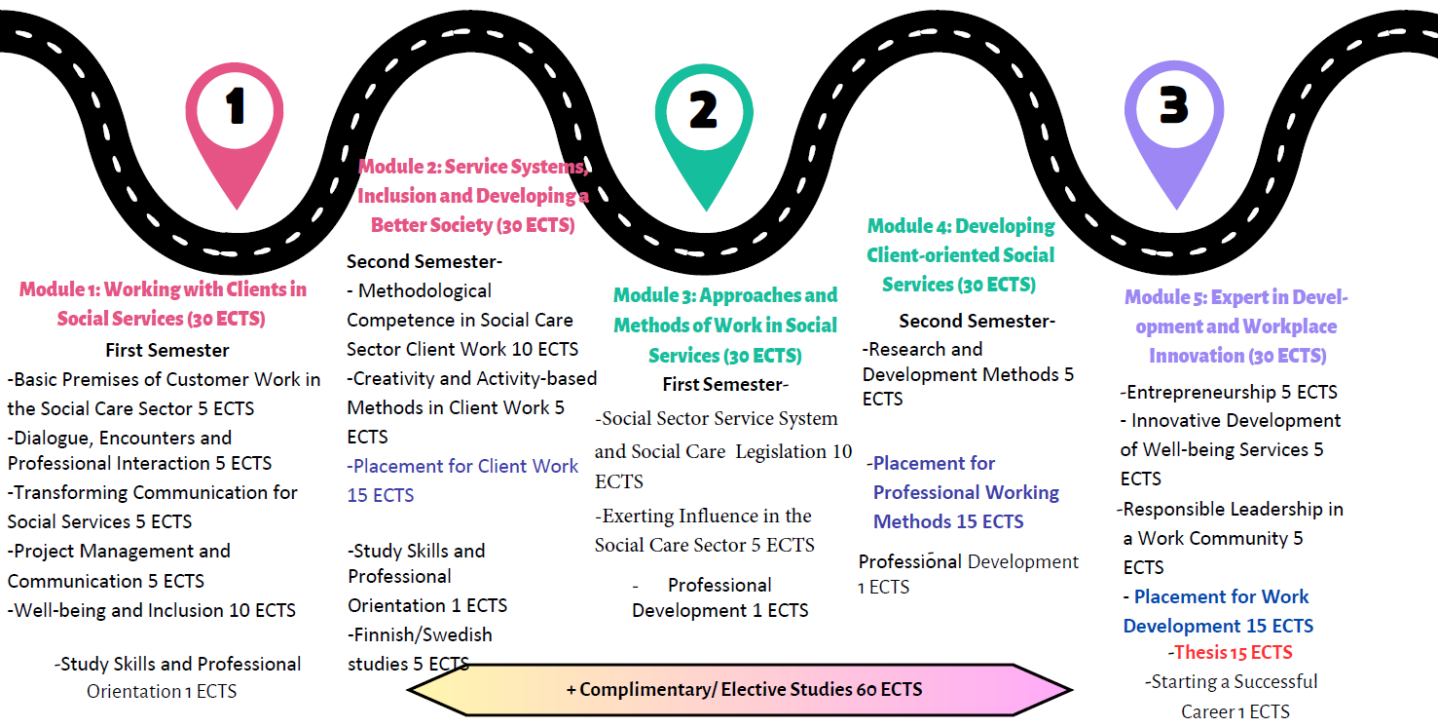 1
Module 1: Working with Clients in
Social Services (30 ECTS)
First Semester
-Basic Premises of Customer Work in
the Social Care Sector 5 ECTS
-Dialogue, Encounters and
Professional Interaction 5 ECTS
-Transforming Communication for
Social Services 5 ECTS
-Project Management and
Communication 5 ECTS
-Well-being and Inclusion 10 ECTS
-Study Skills and Professional
Orientation 1 ECTS
Module 2: Service Systems,
Inclusion and Developing a
Better Society (30 ECTS)
Second Semester-
- Methodological
Competence in Social Care
Sector Client Work 10 ECTS
-Creativity and Activity-based
Methods in Client Work 5
ECTS
-Placement for Client Work
15 ECTS
-Study Skills and
Professional
Orientation 1 ECTS
-Finnish/Swedish
studies 5 ECTS
2
Module 3: Approaches and
Methods of Work in Social
Services (30 ECTS)
First Semester-
-Social Sector Service System
and Social Care Legislation 10
ECTS
-Exerting Influence in the
Social Care Sector 5 ECTS
- Professional
Development 1 ECTS
Module 4: Developing
Client-oriented Social
Services (30 ECTS)
Second Semester-
-Research and
Development Methods 5
ECTS
-Placement for
Professional Working
Methods 15 ECTS
-
Professional Development
1 ECTS
3
Module 5: Expert in Devel-
opment and Workplace
Innovation (30 ECTS)
-Entrepreneurship 5 ECTS
- Innovative Development
of Well-being Services 5
ECTS
-Responsible Leadership in
a Work Community 5
ECTS
- Placement for Work
Development 15 ECTS
-Thesis 15 ECTS
-Starting a Successful
Career 1 ECTS
+ Complimentary/ Elective Studies 60 ECTS